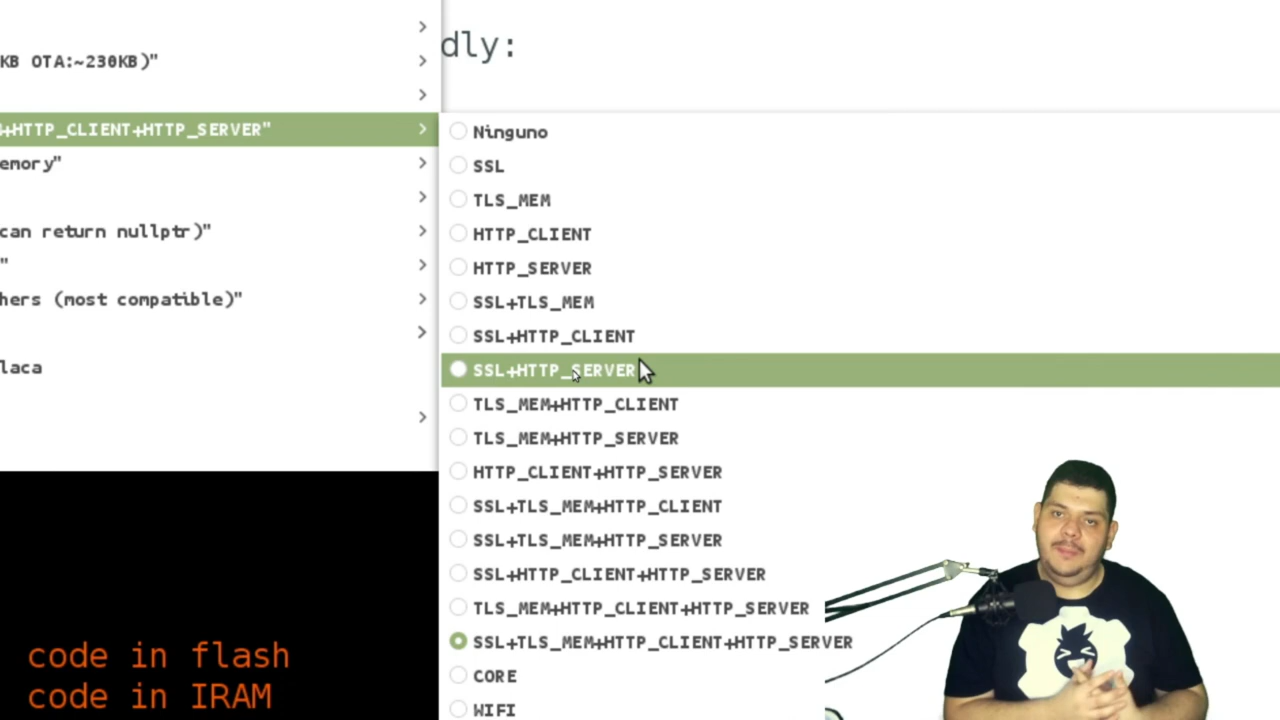 KB OTA:~230KB)"
+HTTP_CLIENT+HTTP_SERVER"
emory"
can return nullptr)"
"
hers (most compatible)"
laca
dly:
Ninguno
SSL
TLS_MEM
HTTP_CLIENT
HTTP_SERVER
SSL+TLS_MEM
SSL+HTTP_CLIENT
SSL+HTTP_SERVER
TLS_MEM+HTTP_CLIENT
TLS_MEM+HTTP_SERVER
HTTP_CLIENT+HTTP_SERVER
SSL+TLS_MEM+HTTP_CLIENT
SSL+TLS_MEM+HTTP_SERVER
SSL+HTTP_CLIENT+HTTP_SERVER
TLS_MEM+HTTP_CLIENT+HTTP_SERVER
SSL+TLS_MEM+HTTP_CLIENT+HTTP_SERVER
CORE
WIFI
code in flash
code in IRAM